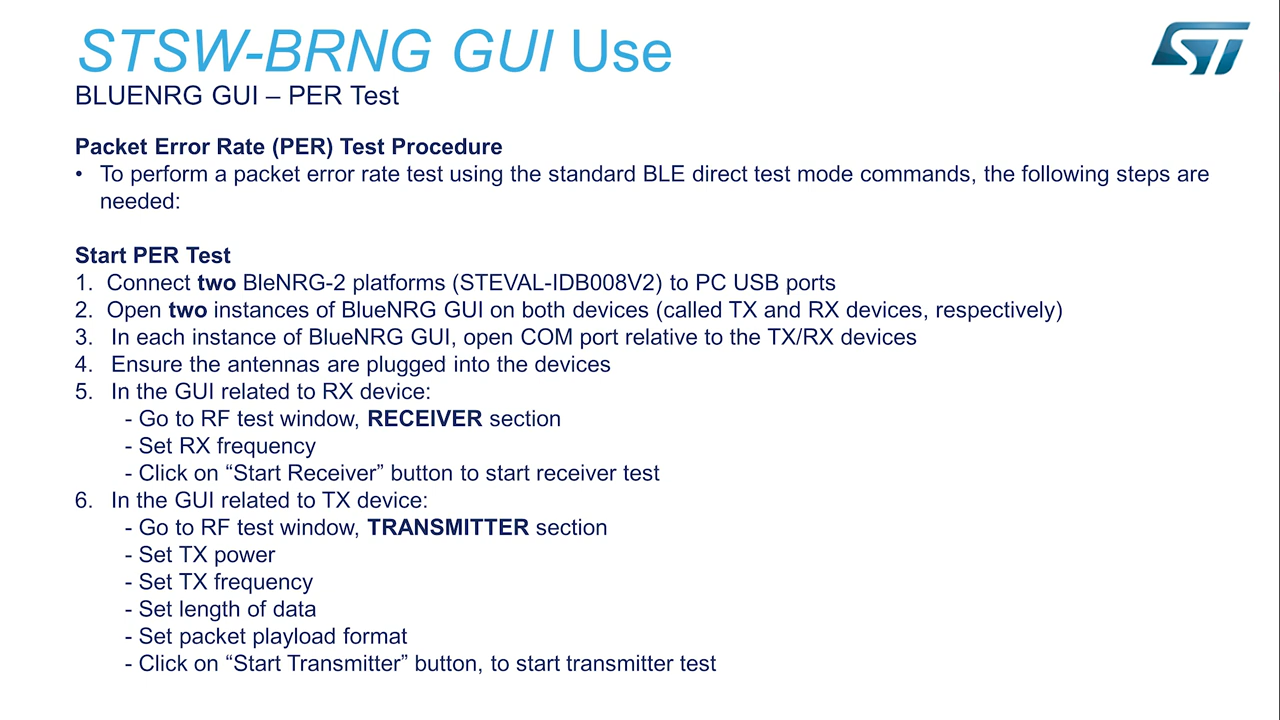 STSW-BRNG GUI Use
BLUENRG GUI – PER Test
Packet Error Rate (PER) Test Procedure
• To perform a packet error rate test using the standard BLE direct test mode commands, the following steps are
needed:
Start PER Test
1. Connect two BleNRG-2 platforms (STEVAL-IDB008V2) to PC USB ports
2. Open two instances of BlueNRG GUI on both devices (called TX and RX devices, respectively)
3. In each instance of BlueNRG GUI, open COM port relative to the TX/RX devices
4. Ensure the antennas are plugged into the devices
5. In the GUI related to RX device:
- Go to RF test window, RECEIVER section
- Set RX frequency
- Click on “Start Receiver” button to start receiver test
6. In the GUI related to TX device:
- Go to RF test window, TRANSMITTER section
- Set TX power
- Set TX frequency
- Set length of data
- Set packet playload format
- Click on “Start Transmitter” button, to start transmitter test
ST